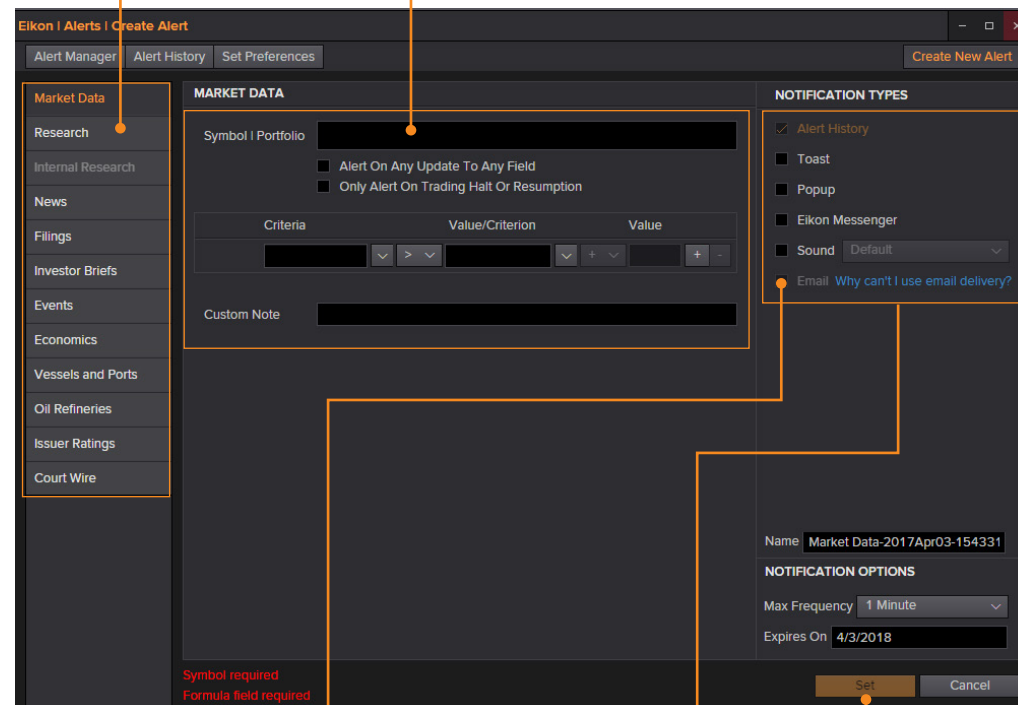 Eikon | Alerts | Create Alert
Alert Manager Alert History Set Preferences Create New Alert
Market Data
Research
Internal Research
News
Filings
Investor Briefs
Events
Economics
Vessels and Ports
Oil Refineries
Issuer Ratings
Court Wire
MARKET DATA
Symbol | Portfolio
Alert On Any Update To Any Field
Only Alert On Trading Halt Or Resumption
Criteria Value/Criterion Value
> + + -
Custom Note
Symbol required
Formula field required
NOTIFICATION TYPES
Alert History
Toast
Popup
Eikon Messenger
Sound Default
Email Why can't I use email delivery?
Name Market Data-2017Apr03-154331
NOTIFICATION OPTIONS
Max Frequency 1 Minute
Expires On 4/3/2018
Set Cancel